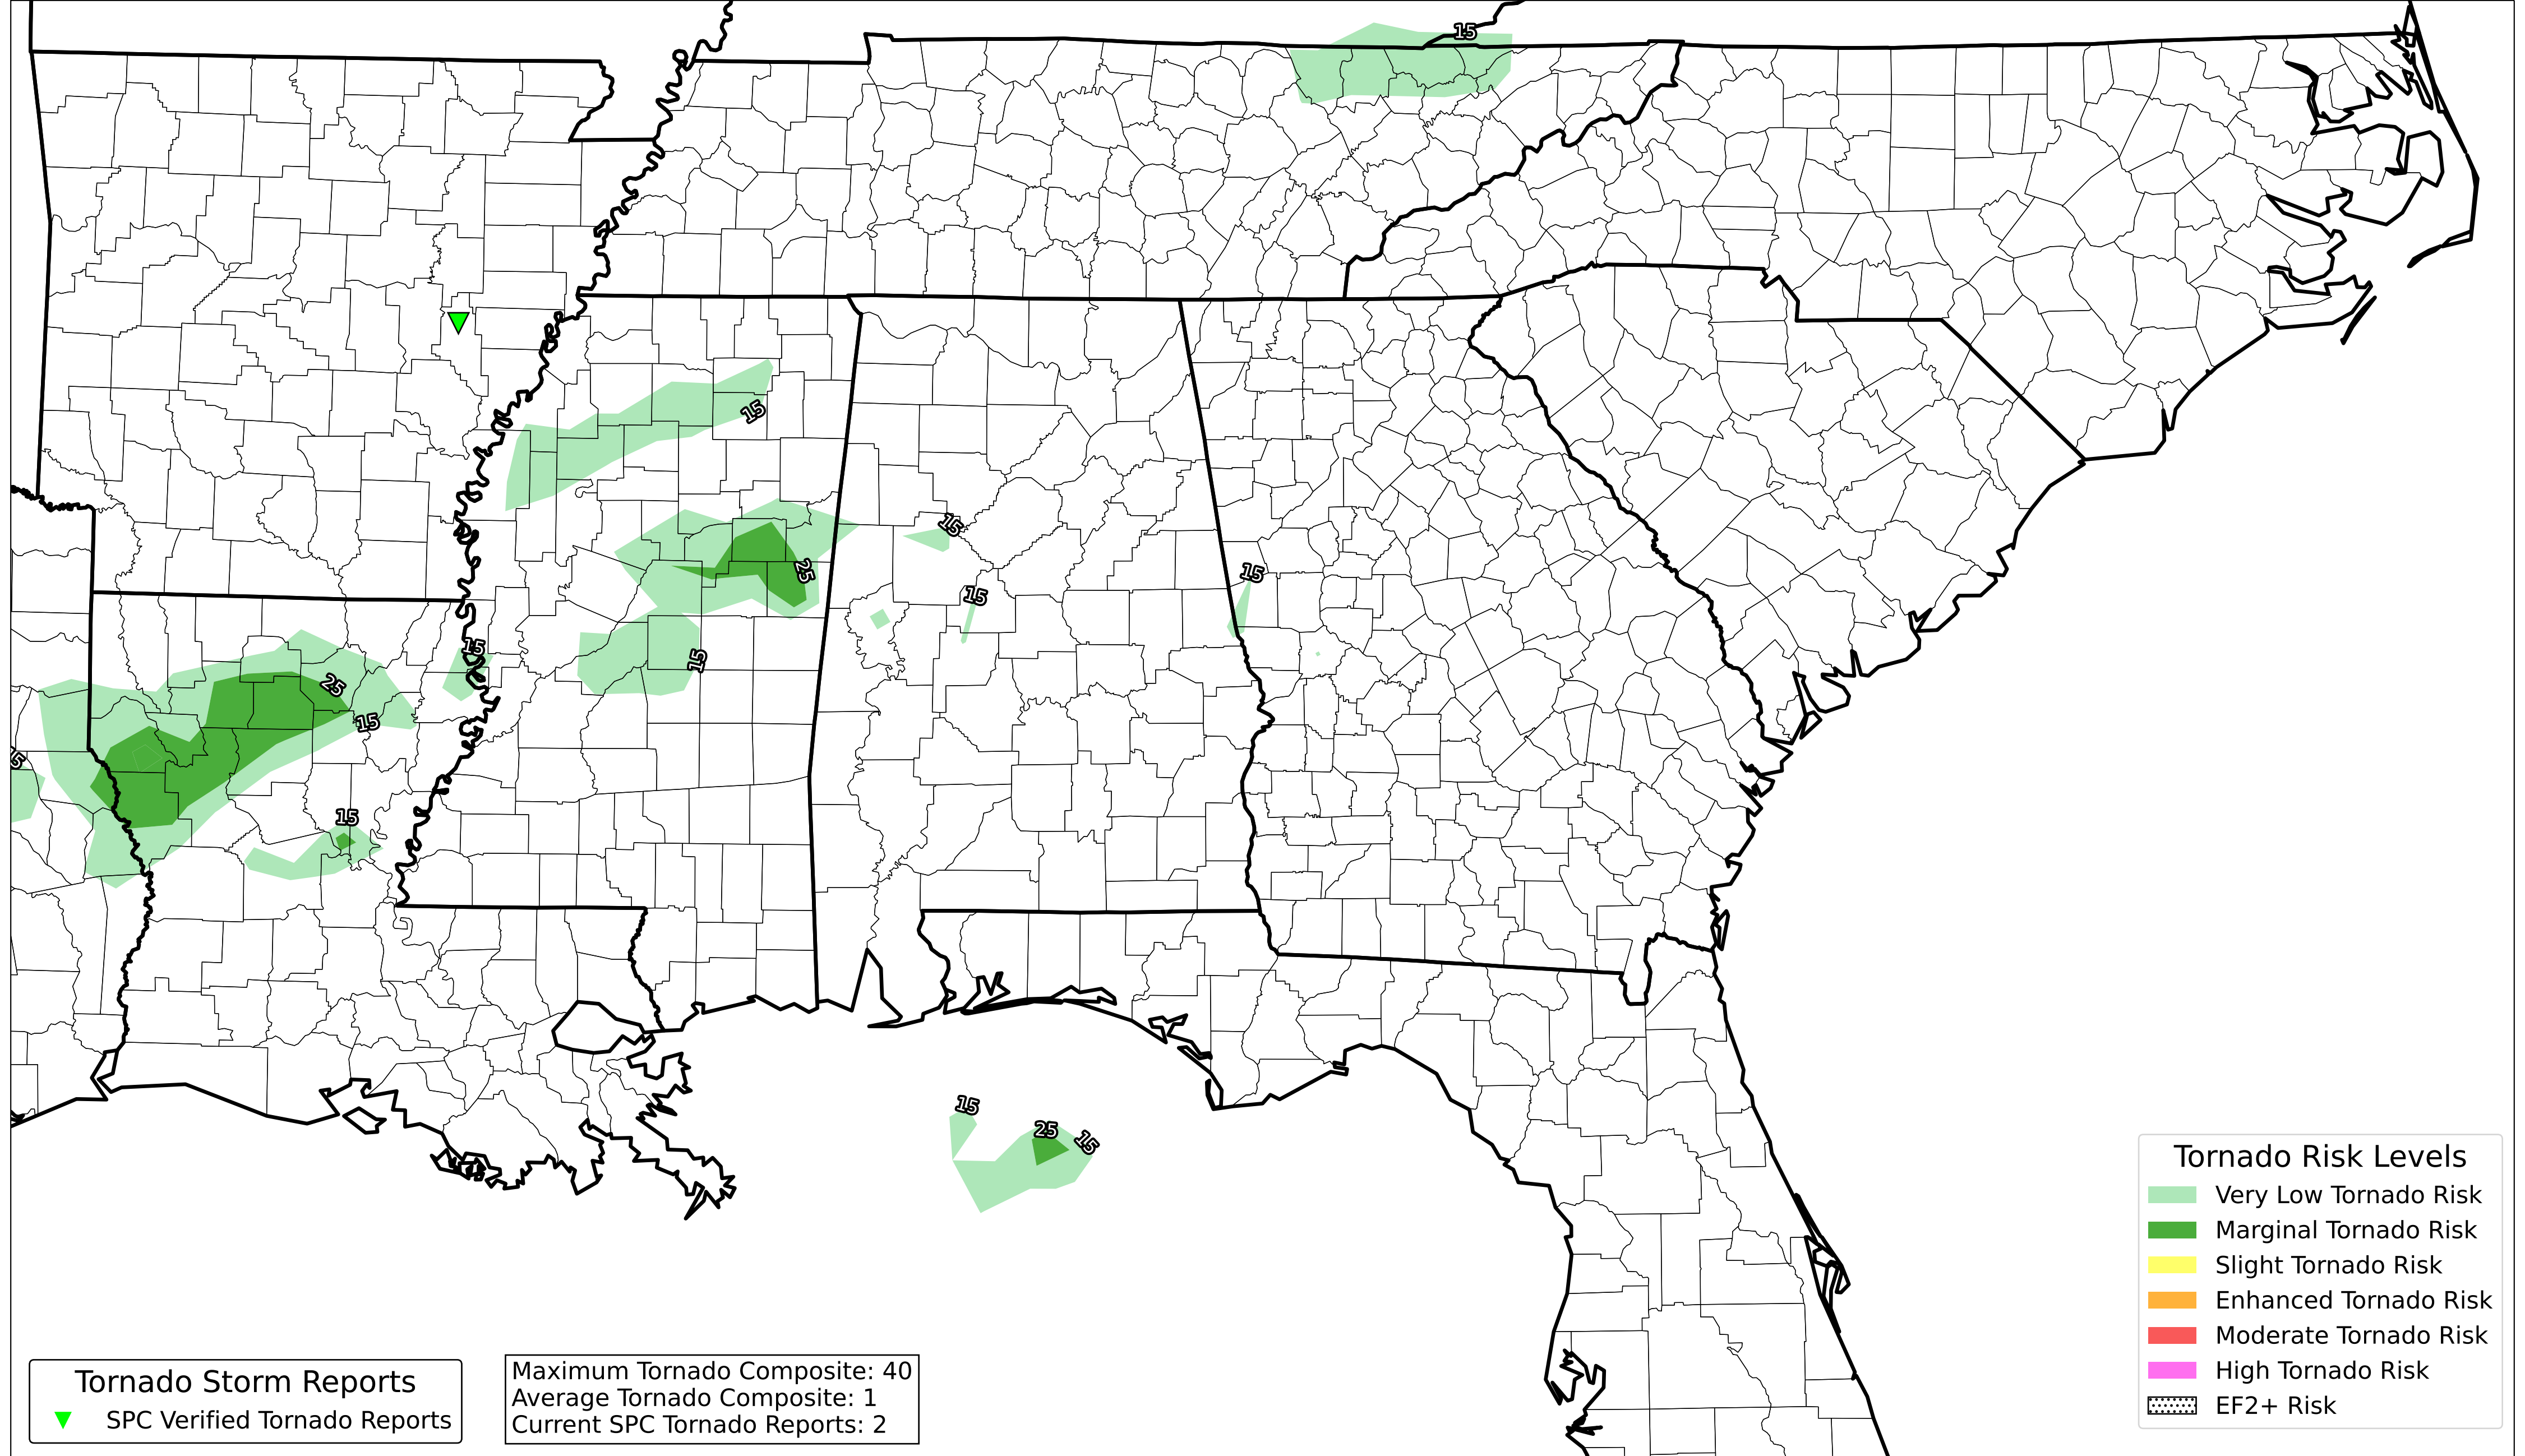 15
15
15
25
15
15
15
25
15
15
15
15
15
25
15
Tornado Risk Levels
Very Low Tornado Risk
Marginal Tornado Risk
Slight Tornado Risk
Enhanced Tornado Risk
Moderate Tornado Risk
High Tornado Risk
EF2+ Risk
Tornado Storm Reports
SPC Verified Tornado Reports
Maximum Tornado Composite: 40
Average Tornado Composite: 1
Current SPC Tornado Reports: 2